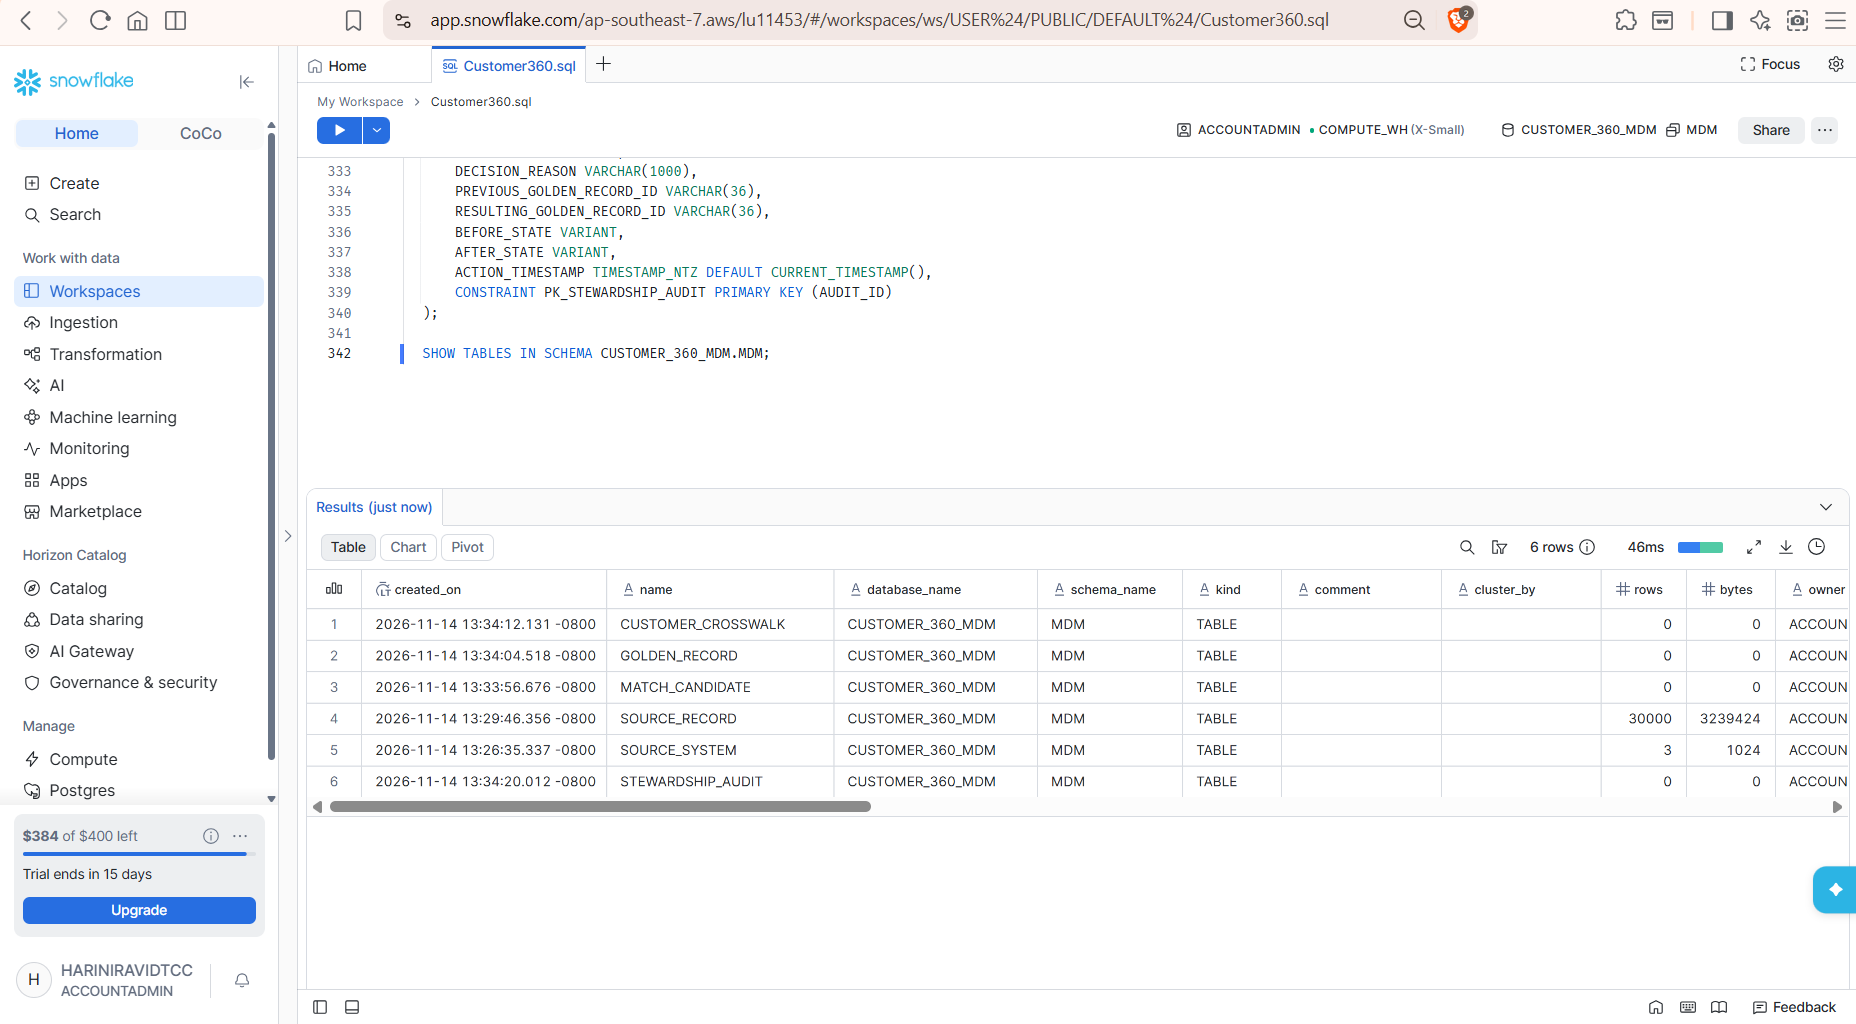 app.snowflake.com/ap-southeast-7.aws/lu11453/#/workspaces/ws/USER%24/PUBLIC/DEFAULT%24/Customer360.sql
2
snowflake
Home
CoCo
Create
Search
Work with data
Workspaces
Ingestion
Transformation
AI
Machine learning
Monitoring
Apps
Marketplace
Horizon Catalog
Catalog
Data sharing
AI Gateway
Governance & security
Manage
Compute
Postgres
$384 of $400 left
Trial ends in 15 days
Upgrade
H
HARINIRAVIDTCC
ACCOUNTADMIN
Home
SQL Customer360.sql
Focus
My Workspace > Customer360.sql
ACCOUNTADMIN COMPUTE_WH (X-Small) CUSTOMER_360_MDM MDM Share
333 DECISION_REASON VARCHAR(1000),
334 PREVIOUS_GOLDEN_RECORD_ID VARCHAR(36),
335 RESULTING_GOLDEN_RECORD_ID VARCHAR(36),
336 BEFORE_STATE VARIANT,
337 AFTER_STATE VARIANT,
338 ACTION_TIMESTAMP TIMESTAMP_NTZ DEFAULT CURRENT_TIMESTAMP(),
339 CONSTRAINT PK_STEWARDSHIP_AUDIT PRIMARY KEY (AUDIT_ID)
340 );
341
342 SHOW TABLES IN SCHEMA CUSTOMER_360_MDM.MDM;
Results (just now)
Table Chart Pivot 6 rows 46ms
created_on name database_name schema_name kind comment cluster_by rows bytes owner
1 2026-11-14 13:34:12.131 -0800 CUSTOMER_CROSSWALK CUSTOMER_360_MDM MDM TABLE 0 0 ACCOUN
2 2026-11-14 13:34:04.518 -0800 GOLDEN_RECORD CUSTOMER_360_MDM MDM TABLE 0 0 ACCOUN
3 2026-11-14 13:33:56.676 -0800 MATCH_CANDIDATE CUSTOMER_360_MDM MDM TABLE 0 0 ACCOUN
4 2026-11-14 13:29:46.356 -0800 SOURCE_RECORD CUSTOMER_360_MDM MDM TABLE 30000 3239424 ACCOUN
5 2026-11-14 13:26:35.337 -0800 SOURCE_SYSTEM CUSTOMER_360_MDM MDM TABLE 3 1024 ACCOUN
6 2026-11-14 13:34:20.012 -0800 STEWARDSHIP_AUDIT CUSTOMER_360_MDM MDM TABLE 0 0 ACCOUN
Feedback